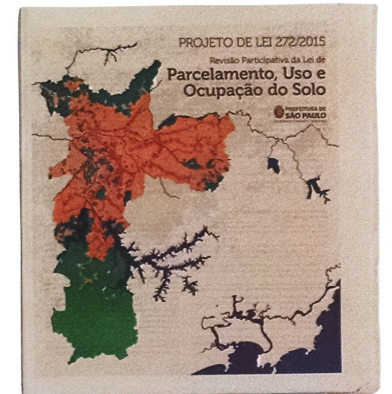 PROJETO DE LEI 272/2015
Revisão Participativa da Lei de
Parcelamento, Uso e
Ocupação do Solo
PREFEITURA DE
SÃO PAULO